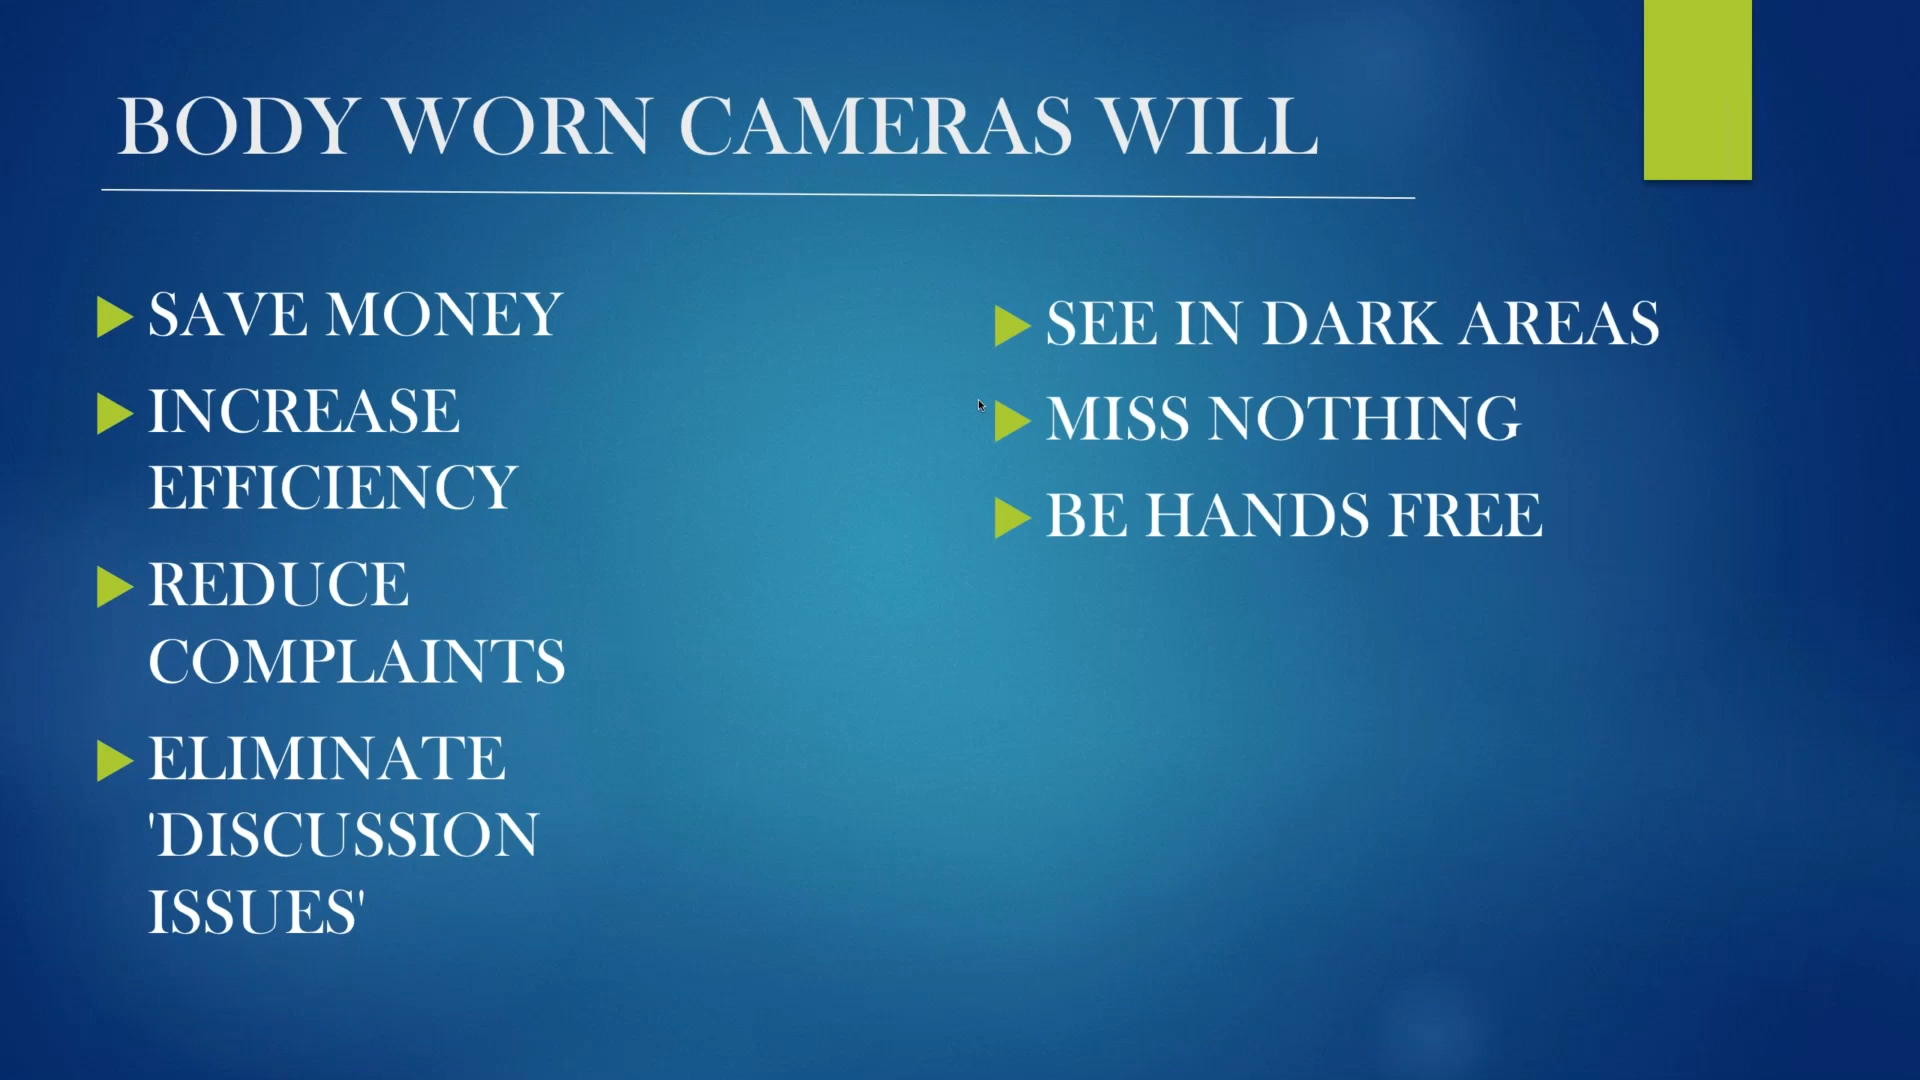 BODY WORN CAMERAS WILL
SAVE MONEY
INCREASE
EFFICIENCY
REDUCE
COMPLAINTS
ELIMINATE
'DISCUSSION
ISSUES'
SEE IN DARK AREAS
MISS NOTHING
BE HANDS FREE